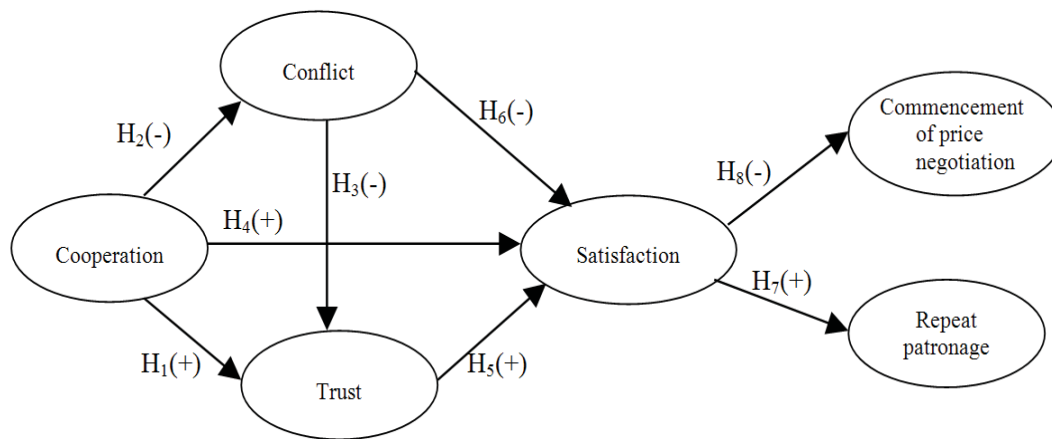 Conflict
Commencement
of price
negotiation
H₂(-)
H₆(-)
H₃(-)
H₈(-)
H₄(+)
Cooperation
Satisfaction
H₇(+)
H₁(+)
H₅(+)
Trust
Repeat
patronage